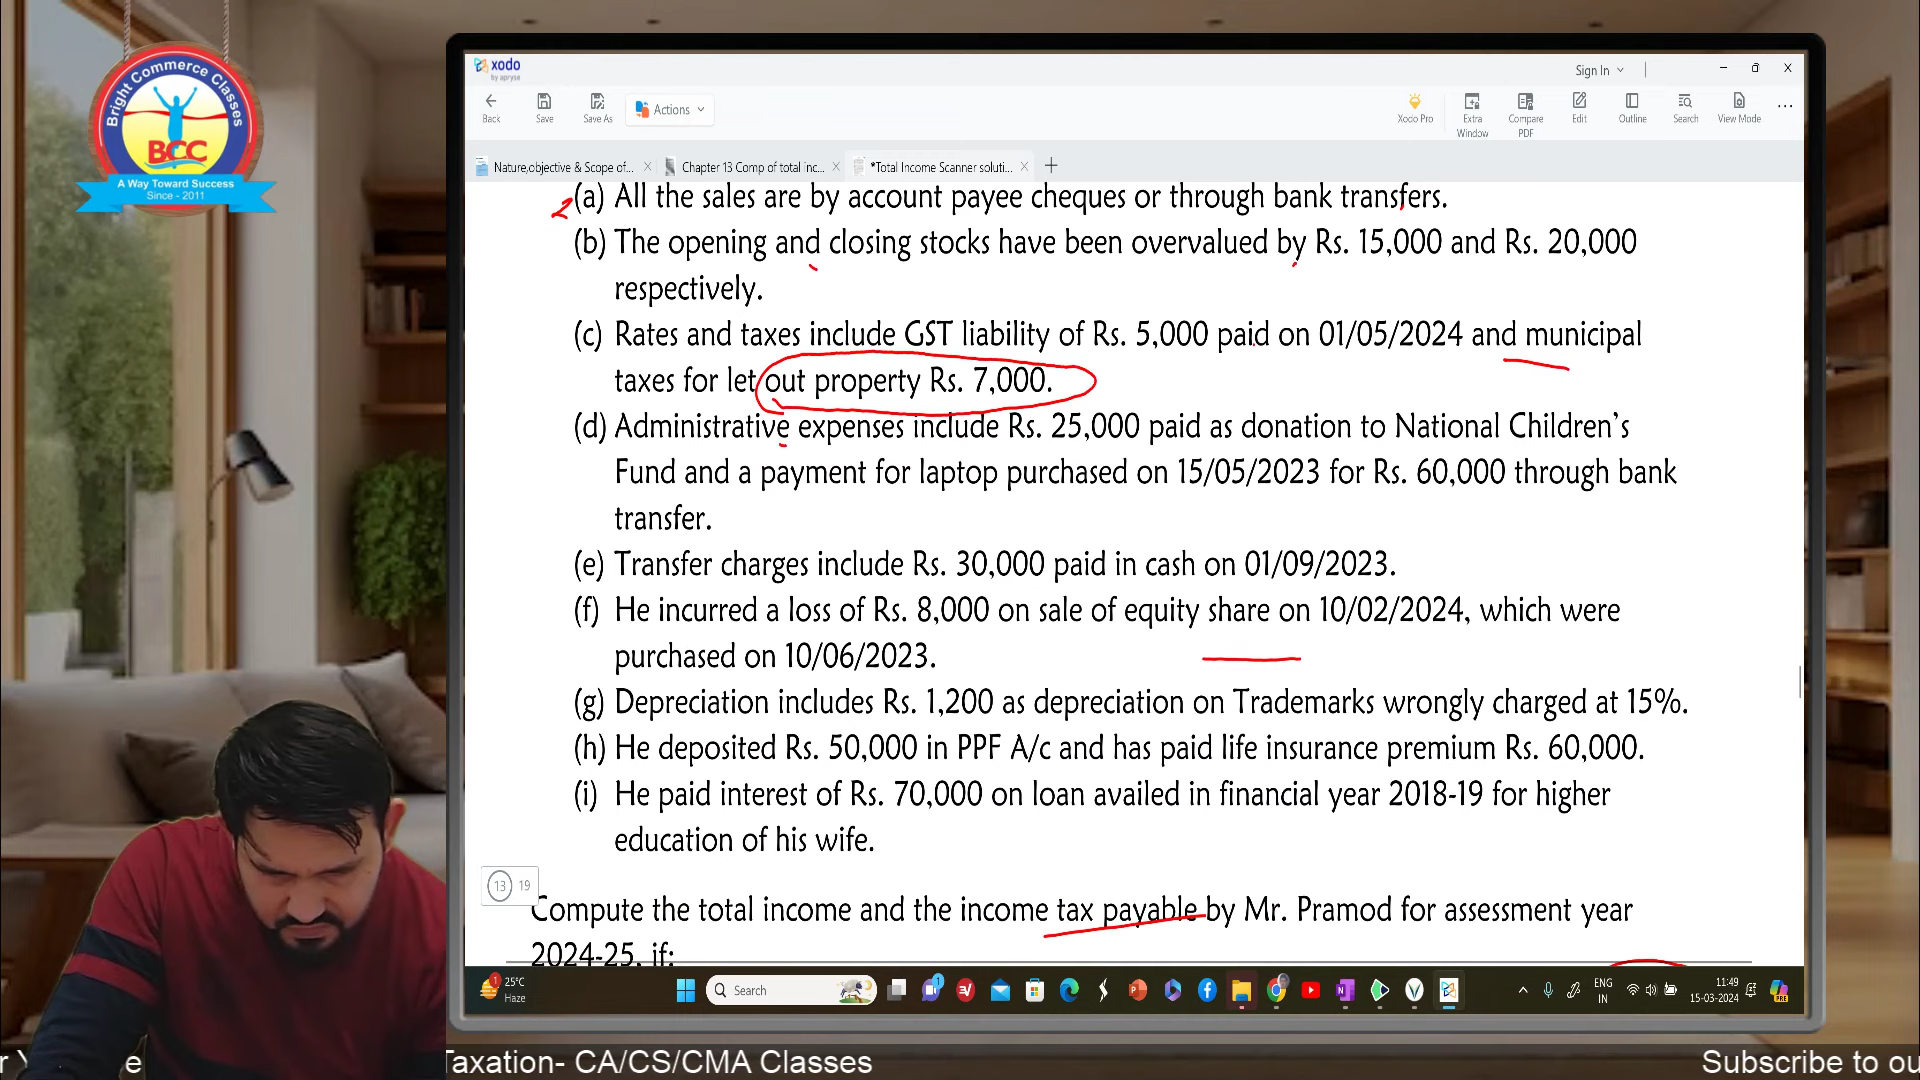 Bright Commerce Classes
BCC
A Way Toward Success
Since - 2011
xodo
by apryse
Sign In
Back
Save
Save As
Actions
Xodo Pro
Extra Window
Compare PDF
Edit
Outline
Search
View Mode
Nature,objective & Scope of...
Chapter 13 Comp of total inc...
*Total Income Scanner soluti...
(a) All the sales are by account payee cheques or through bank transfers.
(b) The opening and closing stocks have been overvalued by Rs. 15,000 and Rs. 20,000
respectively.
(c) Rates and taxes include GST liability of Rs. 5,000 paid on 01/05/2024 and municipal
taxes for let out property Rs. 7,000.
(d) Administrative expenses include Rs. 25,000 paid as donation to National Children's
Fund and a payment for laptop purchased on 15/05/2023 for Rs. 60,000 through bank
transfer.
(e) Transfer charges include Rs. 30,000 paid in cash on 01/09/2023.
(f) He incurred a loss of Rs. 8,000 on sale of equity share on 10/02/2024, which were
purchased on 10/06/2023.
(g) Depreciation includes Rs. 1,200 as depreciation on Trademarks wrongly charged at 15%.
(h) He deposited Rs. 50,000 in PPF A/c and has paid life insurance premium Rs. 60,000.
(i) He paid interest of Rs. 70,000 on loan availed in financial year 2018-19 for higher
education of his wife.
13 19
Compute the total income and the income tax payable by Mr. Pramod for assessment year
2024-25, if:
25°C
Haze
Search
ENG
IN
11:49
15-03-2024
Taxation- CA/CS/CMA Classes
Subscribe to ou